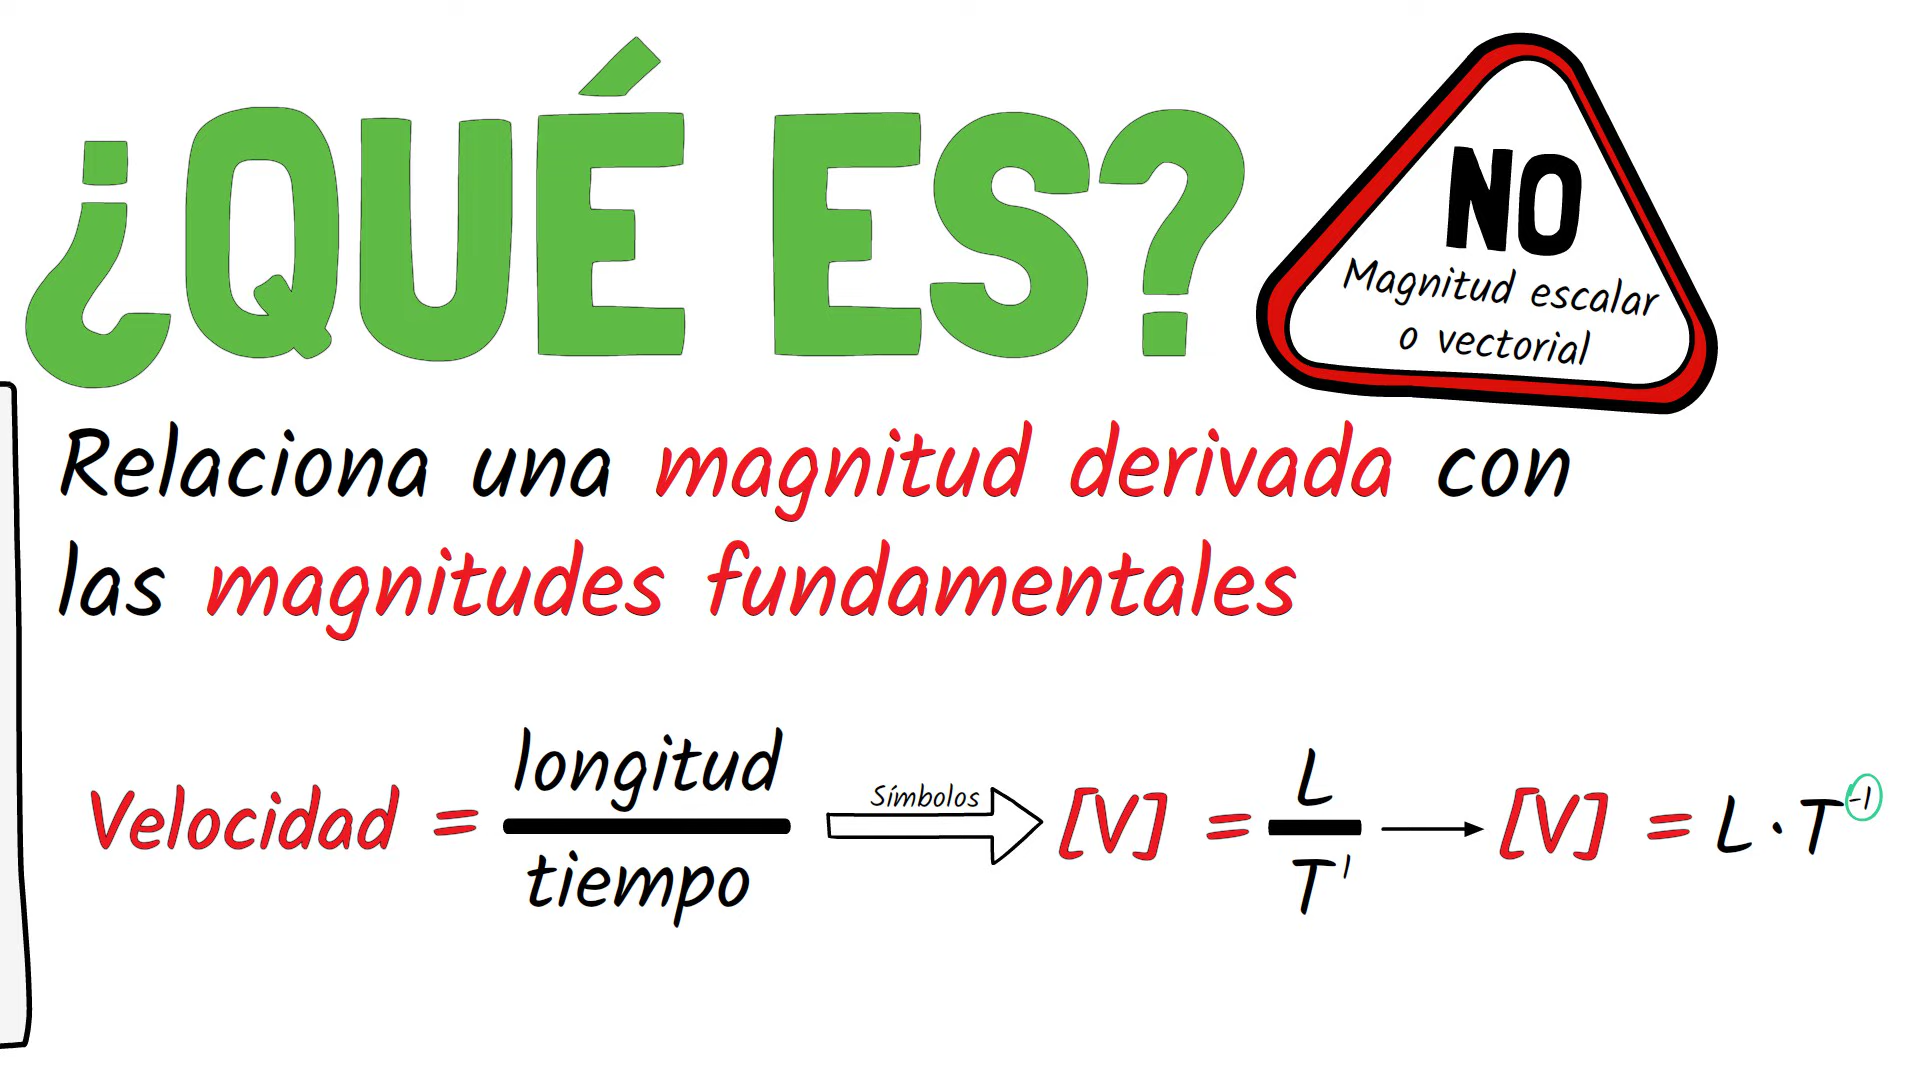 ¿QUÉ ES?
NO
Magnitud escalar
o vectorial
Relaciona una magnitud derivada con
las magnitudes fundamentales
Velocidad = longitud / tiempo
Símbolos
[V] = L / T¹
[V] = L · T⁻¹